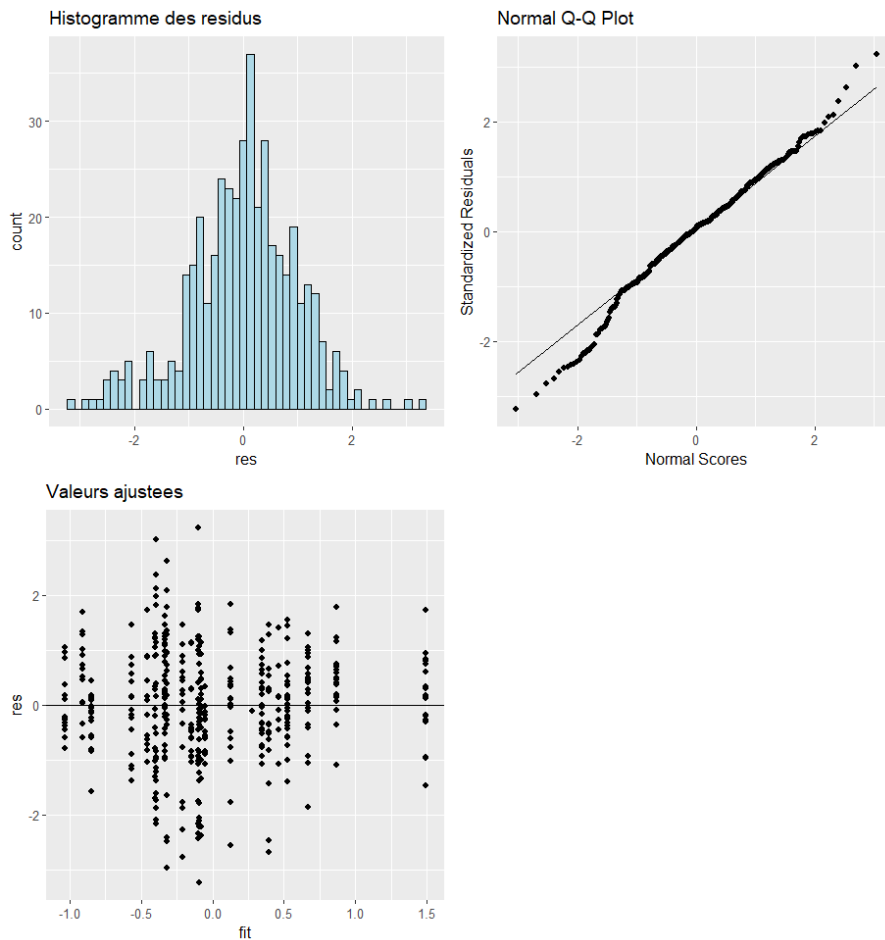 Histogramme des residus
count
30
20
10
0
-2
0
2
res
Normal Q-Q Plot
Standardized Residuals
2
0
-2
-2
0
2
Normal Scores
Valeurs ajustees
res
2
0
-2
-1.0
-0.5
0.0
0.5
1.0
1.5
fit